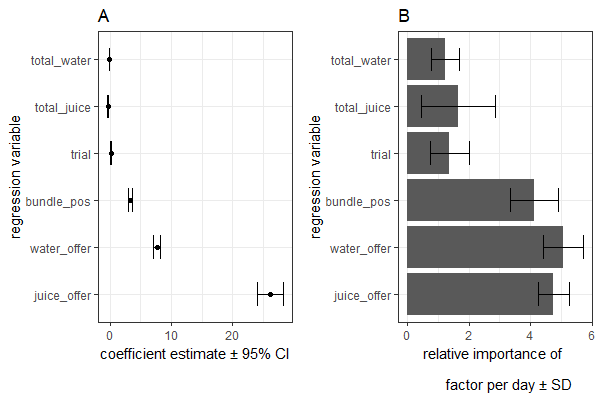 A
regression variable
total_water
total_juice
trial
bundle_pos
water_offer
juice_offer
0 10 20
coefficient estimate ± 95% CI
B
regression variable
total_water
total_juice
trial
bundle_pos
water_offer
juice_offer
0 2 4 6
relative importance of
factor per day ± SD